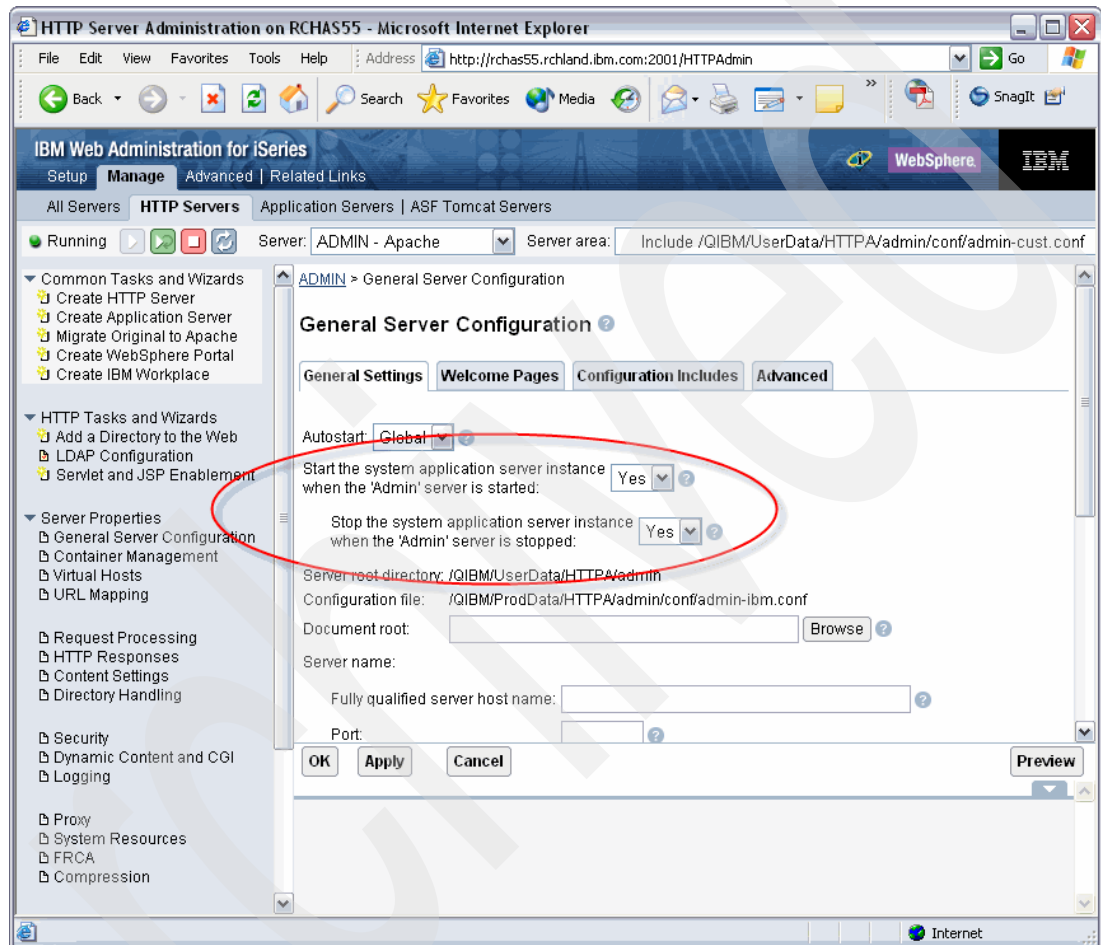 HTTP Server Administration on RCHAS55 - Microsoft Internet Explorer
File Edit View Favorites Tools Help Address http://rchas55.rchland.ibm.com:2001/HTTPAdmin Go
Back Search Favorites Media » SnagIt
IBM Web Administration for iSeries
WebSphere. IBM
Setup Manage Advanced | Related Links
All Servers HTTP Servers Application Servers | ASF Tomcat Servers
Running Server: ADMIN - Apache Server area: Include /QIBM/UserData/HTTPA/admin/conf/admin-cust.conf
Common Tasks and Wizards
Create HTTP Server
Create Application Server
Migrate Original to Apache
Create WebSphere Portal
Create IBM Workplace
HTTP Tasks and Wizards
Add a Directory to the Web
LDAP Configuration
Servlet and JSP Enablement
Server Properties
General Server Configuration
Container Management
Virtual Hosts
URL Mapping
Request Processing
HTTP Responses
Content Settings
Directory Handling
Security
Dynamic Content and CGI
Logging
Proxy
System Resources
FRCA
Compression
ADMIN > General Server Configuration
General Server Configuration ?
General Settings Welcome Pages Configuration Includes Advanced
Autostart: Global ?
Start the system application server instance
when the 'Admin' server is started: Yes ?
Stop the system application server instance
when the 'Admin' server is stopped: Yes ?
Server root directory: /QIBM/UserData/HTTPA/admin
Configuration file: /QIBM/ProdData/HTTPA/admin/conf/admin-ibm.conf
Document root: Browse ?
Server name:
Fully qualified server host name: ?
Port: ?
OK Apply Cancel Preview
Internet